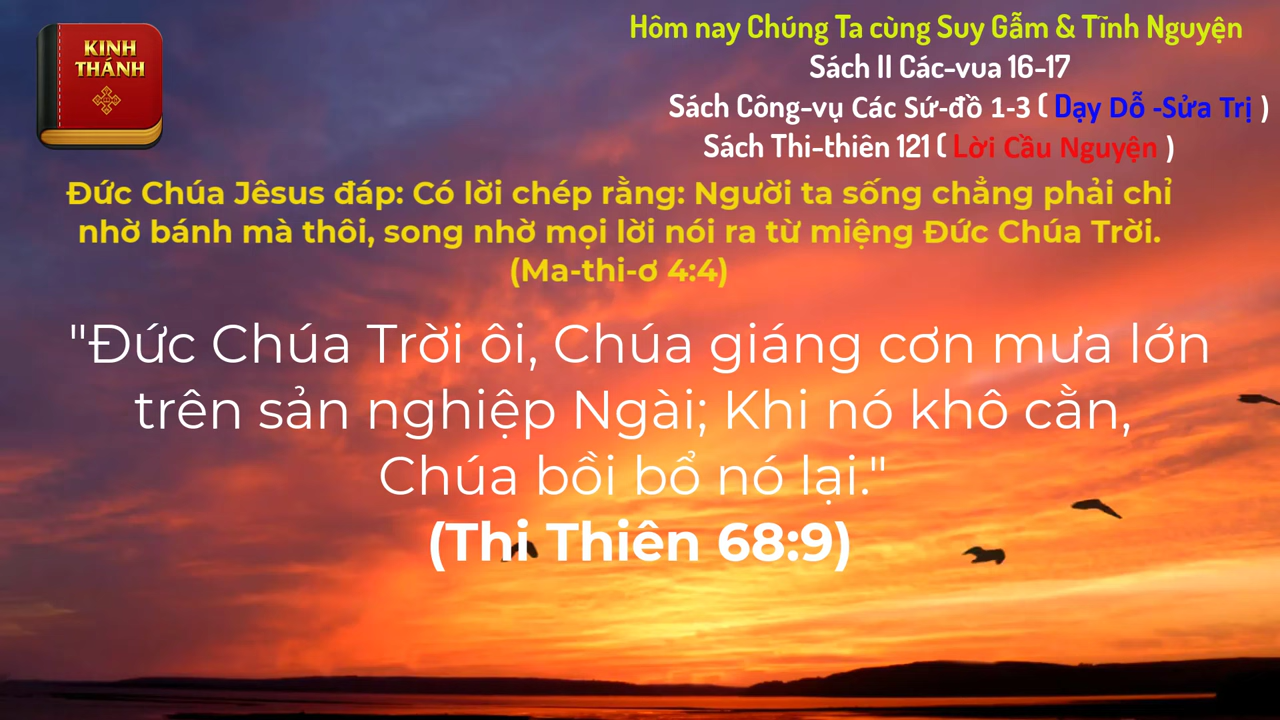 KINH
THÁNH
Hôm nay Chúng Ta cùng Suy Gẫm & Tĩnh Nguyện
Sách II Các-vua 16-17
Sách Công-vụ Các Sứ-đồ 1-3 ( Dạy Dỗ -Sửa Trị )
Sách Thi-thiên 121 ( Lời Cầu Nguyện )
Đức Chúa Jêsus đáp: Có lời chép rằng: Người ta sống chẳng phải chỉ
nhờ bánh mà thôi, song nhờ mọi lời nói ra từ miệng Đức Chúa Trời.
(Ma-thi-ơ 4:4)
"Đức Chúa Trời ôi, Chúa giáng cơn mưa lớn
trên sản nghiệp Ngài; Khi nó khô cằn,
Chúa bồi bổ nó lại."
(Thi Thiên 68:9)